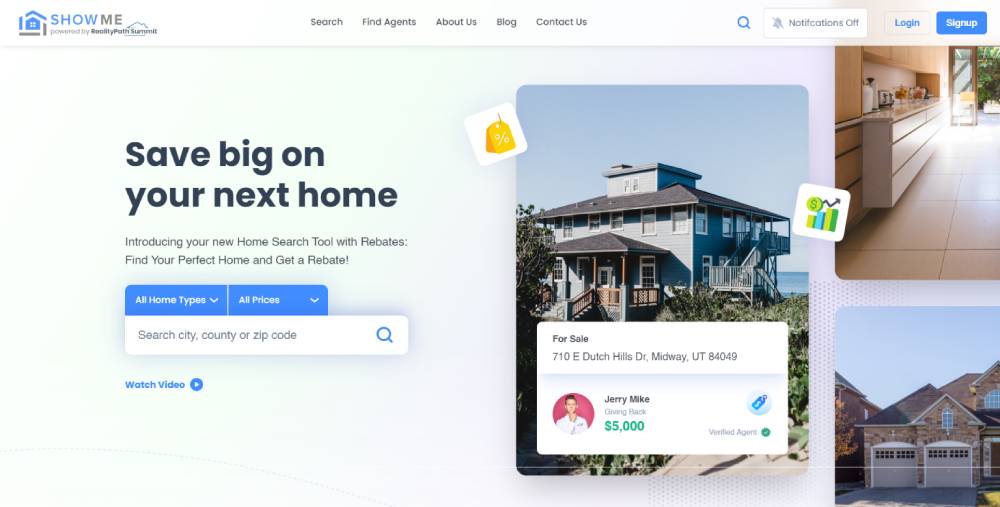 SHOW ME
powered by RealityPath Summit
Search
Find Agents
About Us
Blog
Contact Us
Notifcations Off
Login
Signup
Save big on
your next home
Introducing your new Home Search Tool with Rebates:
Find Your Perfect Home and Get a Rebate!
All Home Types
All Prices
Search city, county or zip code
Watch Video
%
$
For Sale
710 E Dutch Hills Dr, Midway, UT 84049
Jerry Mike
Giving Back
$5,000
Verified Agent